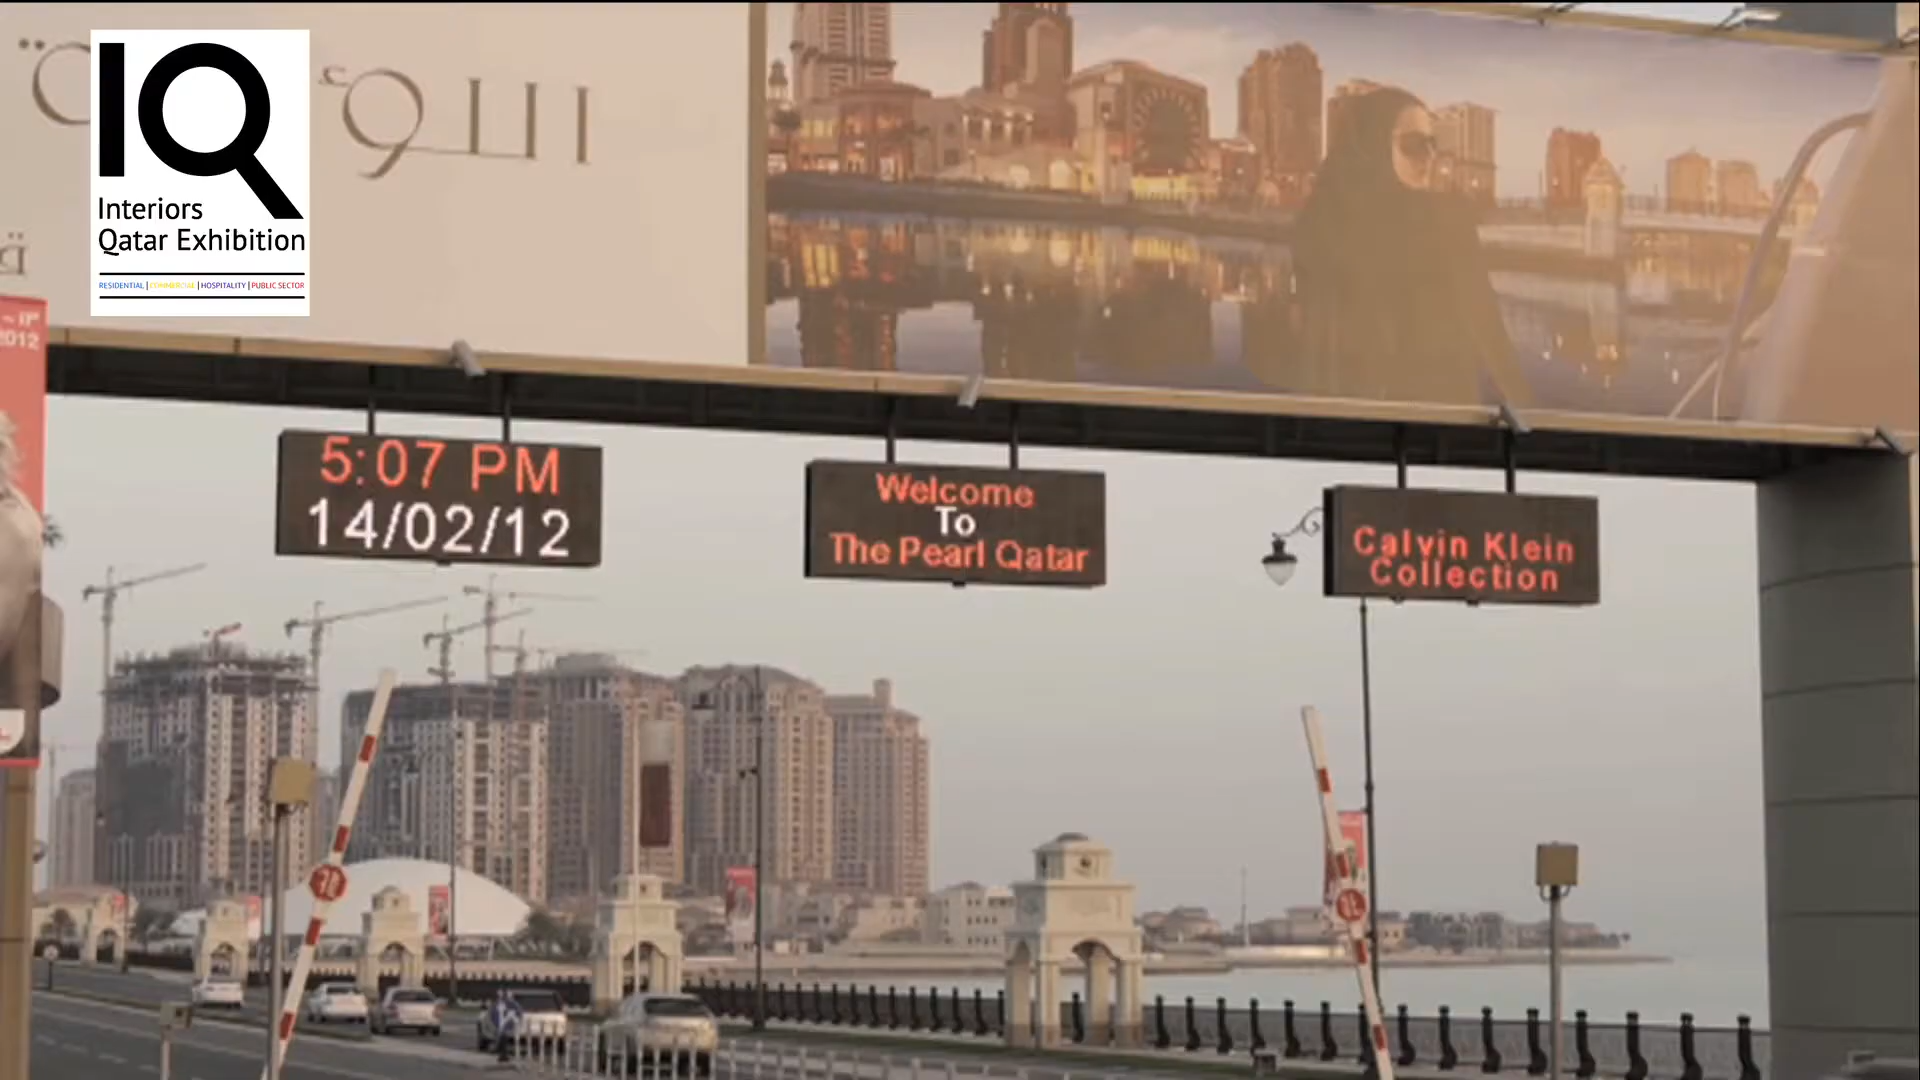 IQ
Interiors
Qatar Exhibition
RESIDENTIAL | COMMERCIAL | HOSPITALITY | PUBLIC SECTOR
2012
5:07 PM
14/02/12
Welcome
To
The Pearl Qatar
Calvin Klein
Collection